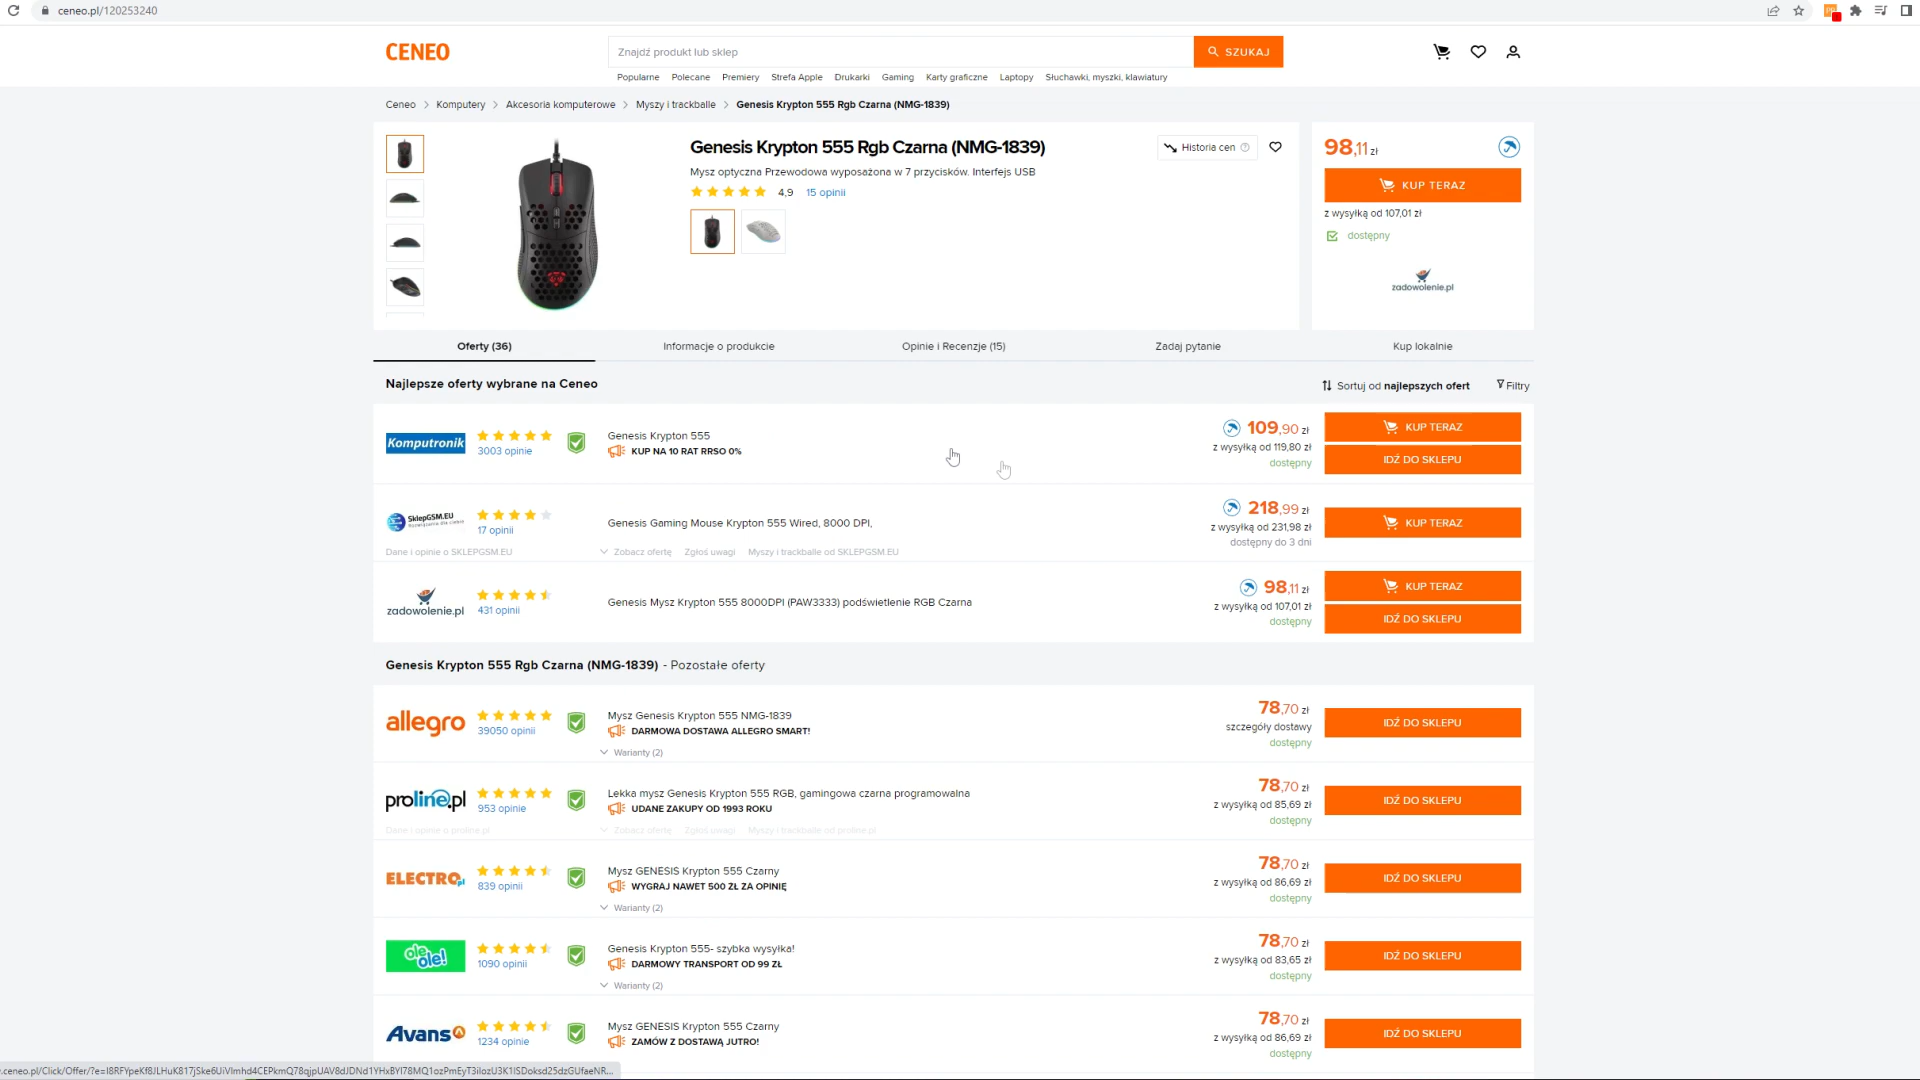 ceneo.pl/120253240
CENEO
Znajdź produkt lub sklep
SZUKAJ
Popularne Polecane Premiery Strefa Apple Drukarki Gaming Karty graficzne Laptopy Słuchawki, myszki, klawiatury
Ceneo > Komputery > Akcesoria komputerowe > Myszy i trackballe > Genesis Krypton 555 Rgb Czarna (NMG-1839)
Genesis Krypton 555 Rgb Czarna (NMG-1839)
Historia cen
Mysz optyczna Przewodowa wyposażona w 7 przycisków. Interfejs USB
4,9 15 opinii
98,11 zł
KUP TERAZ
z wysyłką od 107,01 zł
dostępny
zadowolenie.pl
Oferty (36) Informacje o produkcie Opinie i Recenzje (15) Zadaj pytanie Kup lokalnie
Najlepsze oferty wybrane na Ceneo
Sortuj od najlepszych ofert Filtry
Komputronik
3003 opinie
Genesis Krypton 555
KUP NA 10 RAT RRSO 0%
109,90 zł
z wysyłką od 119,80 zł
dostępny
KUP TERAZ
IDŹ DO SKLEPU
SklepGSM.EU
17 opinii
Genesis Gaming Mouse Krypton 555 Wired, 8000 DPI,
218,99 zł
z wysyłką od 231,98 zł
dostępny do 3 dni
KUP TERAZ
Dane i opinie o SKLEPGSM.EU Zobacz ofertę Zgłoś uwagi Myszy i trackballe od SKLEPGSM.EU
zadowolenie.pl
431 opinii
Genesis Mysz Krypton 555 8000DPI (PAW3333) podświetlenie RGB Czarna
98,11 zł
z wysyłką od 107,01 zł
dostępny
KUP TERAZ
IDŹ DO SKLEPU
Genesis Krypton 555 Rgb Czarna (NMG-1839) - Pozostałe oferty
allegro
39050 opinii
Mysz Genesis Krypton 555 NMG-1839
DARMOWA DOSTAWA ALLEGRO SMART!
Warianty (2)
78,70 zł
szczegóły dostawy
dostępny
IDŹ DO SKLEPU
proline.pl
953 opinie
Lekka mysz Genesis Krypton 555 RGB, gamingowa czarna programowalna
UDANE ZAKUPY OD 1993 ROKU
78,70 zł
z wysyłką od 85,69 zł
dostępny
IDŹ DO SKLEPU
Dane i opinie o proline.pl Zobacz ofertę Zgłoś uwagi Myszy i trackballe od proline.pl
ELECTRO.pl
839 opinii
Mysz GENESIS Krypton 555 Czarny
WYGRAJ NAWET 500 ZŁ ZA OPINIĘ
Warianty (2)
78,70 zł
z wysyłką od 86,69 zł
dostępny
IDŹ DO SKLEPU
ole ole!
1090 opinii
Genesis Krypton 555- szybka wysyłka!
DARMOWY TRANSPORT OD 99 ZŁ
Warianty (2)
78,70 zł
z wysyłką od 83,65 zł
dostępny
IDŹ DO SKLEPU
Avans
1234 opinie
Mysz GENESIS Krypton 555 Czarny
ZAMÓW Z DOSTAWĄ JUTRO!
78,70 zł
z wysyłką od 86,69 zł
dostępny
IDŹ DO SKLEPU